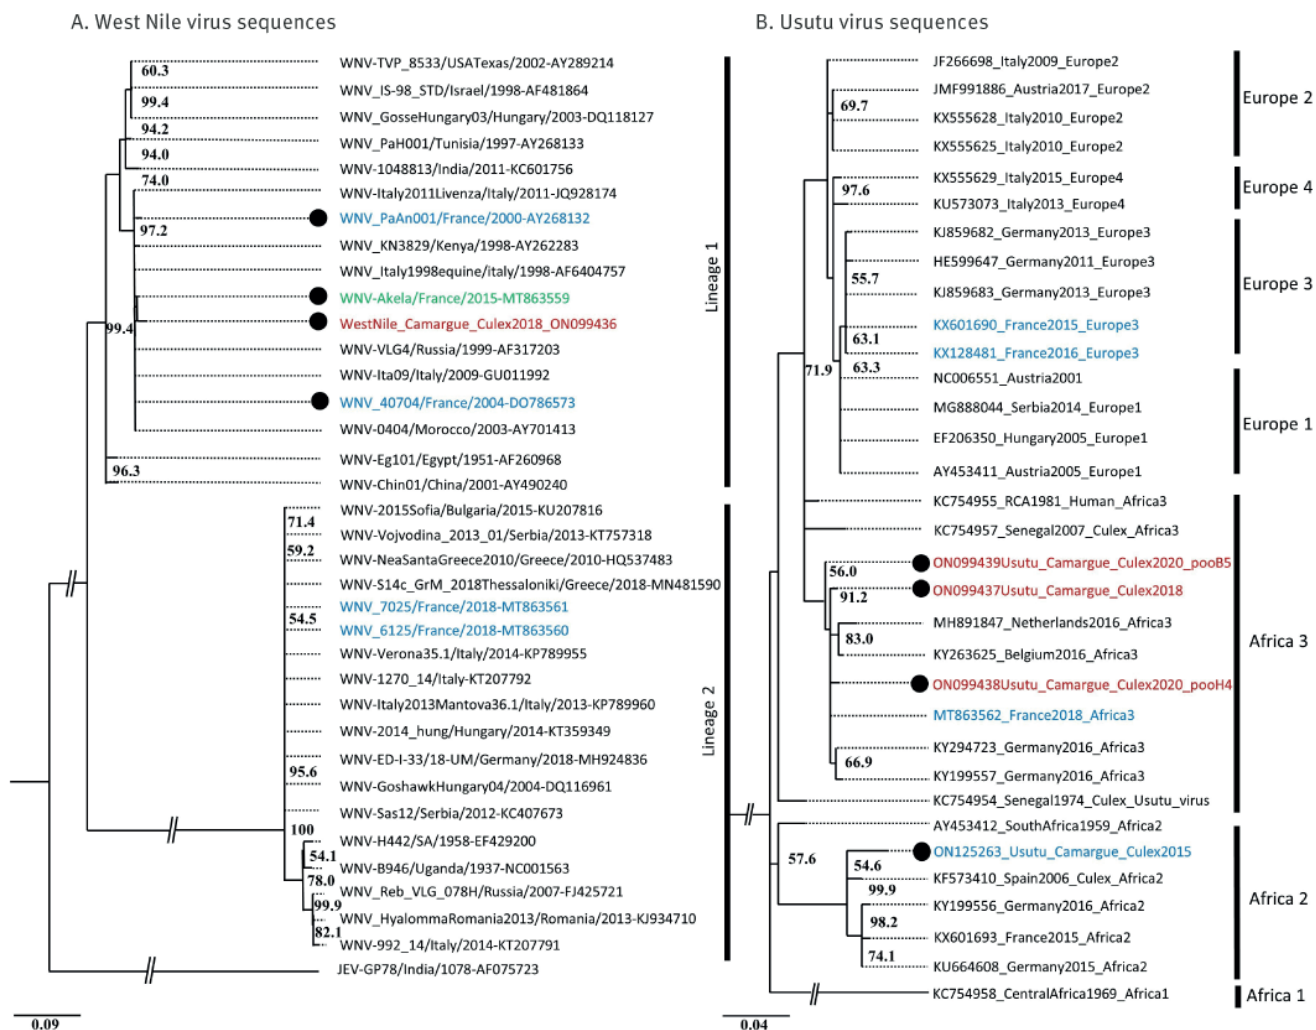 A. West Nile virus sequences
WNV-TVP_8533/USATexas/2002-AY289214
60.3
WNV_IS-98_STD/Israel/1998-AF481864
99.4
WNV_GosseHungary03/Hungary/2003-DQ118127
94.2
WNV_PaH001/Tunisia/1997-AY268133
94.0
WNV-1048813/India/2011-KC601756
74.0
WNV-Italy2011Livenza/Italy/2011-JQ928174
WNV_PaAn001/France/2000-AY268132
97.2
WNV_KN3829/Kenya/1998-AY262283
WNV_Italy1998equine/italy/1998-AF6404757
WNV-Akela/France/2015-MT863559
WestNile_Camargue_Culex2018_ON099436
99.4
WNV-VLG4/Russia/1999-AF317203
WNV-Ita09/Italy/2009-GU011992
WNV_40704/France/2004-DO786573
WNV-0404/Morocco/2003-AY701413
WNV-Eg101/Egypt/1951-AF260968
96.3
WNV-Chin01/China/2001-AY490240
Lineage 1
WNV-2015Sofia/Bulgaria/2015-KU207816
71.4
WNV-Vojvodina_2013_01/Serbia/2013-KT757318
59.2
WNV-NeaSantaGreece2010/Greece/2010-HQ537483
WNV-S14c_GrM_2018Thessaloniki/Greece/2018-MN481590
WNV_7025/France/2018-MT863561
54.5
WNV_6125/France/2018-MT863560
WNV-Verona35.1/Italy/2014-KP789955
WNV-1270_14/Italy-KT207792
WNV-Italy2013Mantova36.1/Italy/2013-KP789960
WNV-2014_hung/Hungary/2014-KT359349
WNV-ED-I-33/18-UM/Germany/2018-MH924836
95.6
WNV-GoshawkHungary04/2004-DQ116961
WNV-Sas12/Serbia/2012-KC407673
100
WNV-H442/SA/1958-EF429200
54.1
WNV-B946/Uganda/1937-NC001563
78.0
WNV_Reb_VLG_078H/Russia/2007-FJ425721
99.9
WNV_HyalommaRomania2013/Romania/2013-KJ934710
82.1
WNV-992_14/Italy/2014-KT207791
Lineage 2
JEV-GP78/India/1078-AF075723
0.09
B. Usutu virus sequences
JF266698_Italy2009_Europe2
JMF991886_Austria2017_Europe2
69.7
KX555628_Italy2010_Europe2
KX555625_Italy2010_Europe2
Europe 2
KX555629_Italy2015_Europe4
97.6
KU573073_Italy2013_Europe4
Europe 4
KJ859682_Germany2013_Europe3
HE599647_Germany2011_Europe3
55.7
KJ859683_Germany2013_Europe3
KX601690_France2015_Europe3
63.1
KX128481_France2016_Europe3
Europe 3
63.3
71.9
NC006551_Austria2001
MG888044_Serbia2014_Europe1
EF206350_Hungary2005_Europe1
AY453411_Austria2005_Europe1
Europe 1
KC754955_RCA1981_Human_Africa3
KC754957_Senegal2007_Culex_Africa3
ON099439Usutu_Camargue_Culex2020_pooB5
56.0
ON099437Usutu_Camargue_Culex2018
91.2
MH891847_Netherlands2016_Africa3
83.0
KY263625_Belgium2016_Africa3
ON099438Usutu_Camargue_Culex2020_pooH4
MT863562_France2018_Africa3
KY294723_Germany2016_Africa3
66.9
KY199557_Germany2016_Africa3
KC754954_Senegal1974_Culex_Usutu_virus
Africa 3
AY453412_SouthAfrica1959_Africa2
57.6
ON125263_Usutu_Camargue_Culex2015
54.6
KF573410_Spain2006_Culex_Africa2
99.9
KY199556_Germany2016_Africa2
98.2
KX601693_France2015_Africa2
74.1
KU664608_Germany2015_Africa2
Africa 2
KC754958_CentralAfrica1969_Africa1
Africa 1
0.04